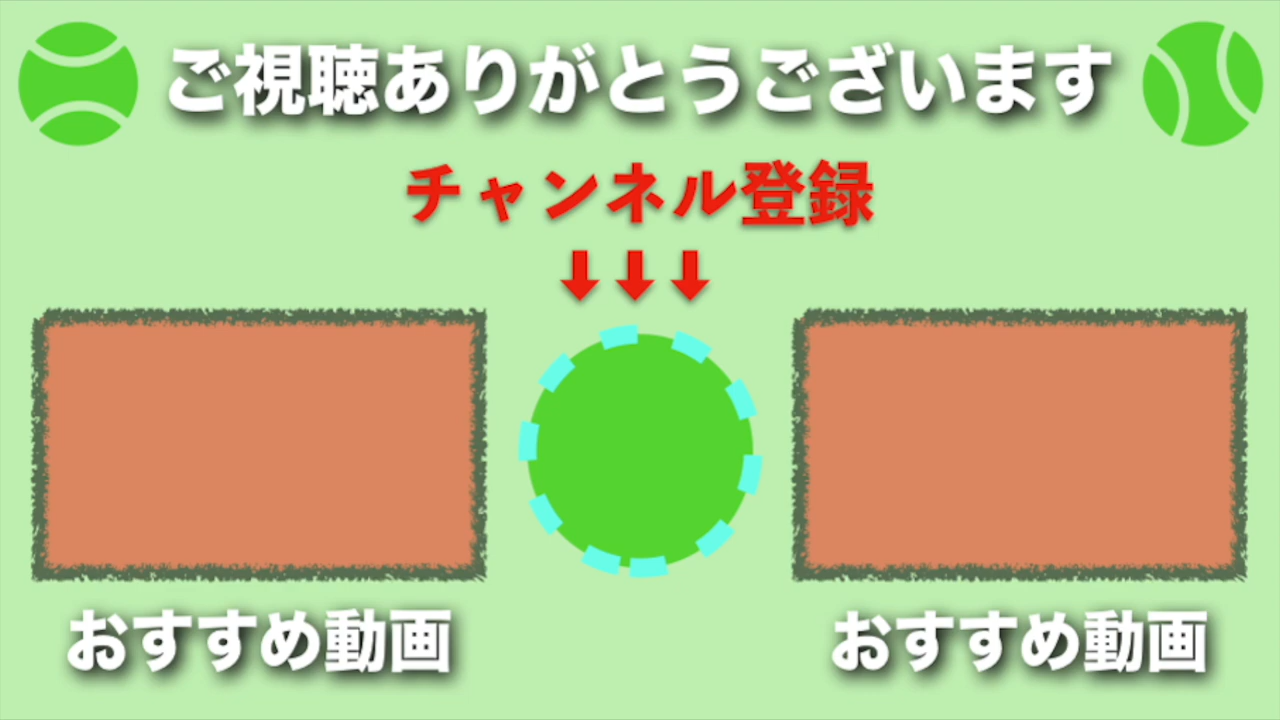 ご視聴ありがとうございます
チャンネル登録
おすすめ動画
おすすめ動画